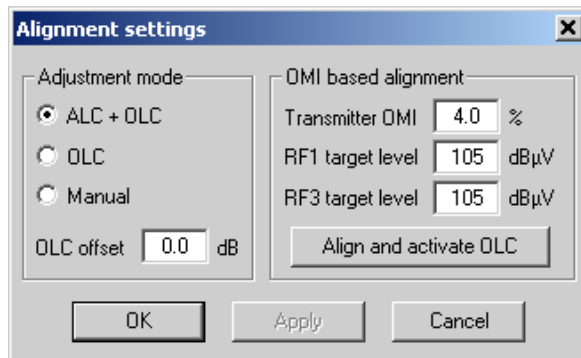 Alignment settings
Adjustment mode
ALC + OLC
OLC
Manual
OLC offset 0.0 dB
OMI based alignment
Transmitter OMI 4.0 %
RF1 target level 105 dBµV
RF3 target level 105 dBµV
Align and activate OLC
OK Apply Cancel